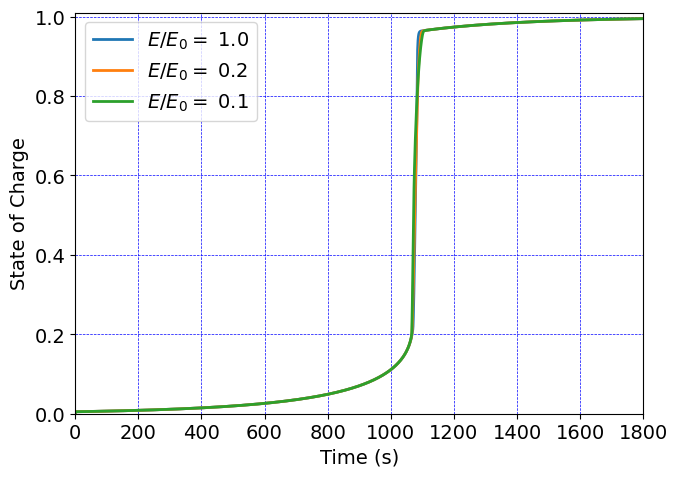 1.0
0.8
0.6
0.4
0.2
0.0
State of Charge
E/E₀ = 1.0
E/E₀ = 0.2
E/E₀ = 0.1
0 200 400 600 800 1000 1200 1400 1600 1800
Time (s)